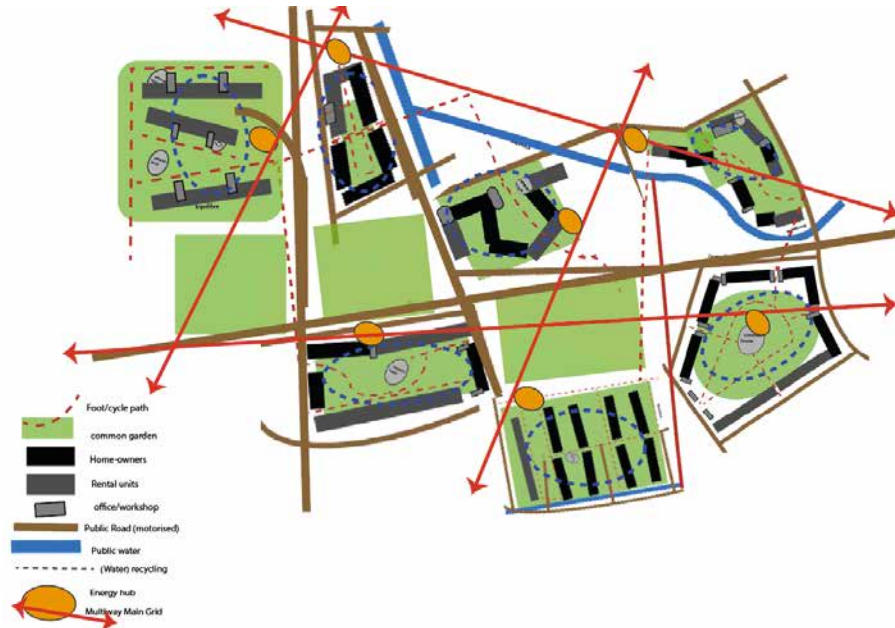 Foot/cycle path
common garden
Home-owners
Rental units
office/workshop
Public Road (motorised)
Public water
(Water) recycling
Energy hub
Multiway Main Grid